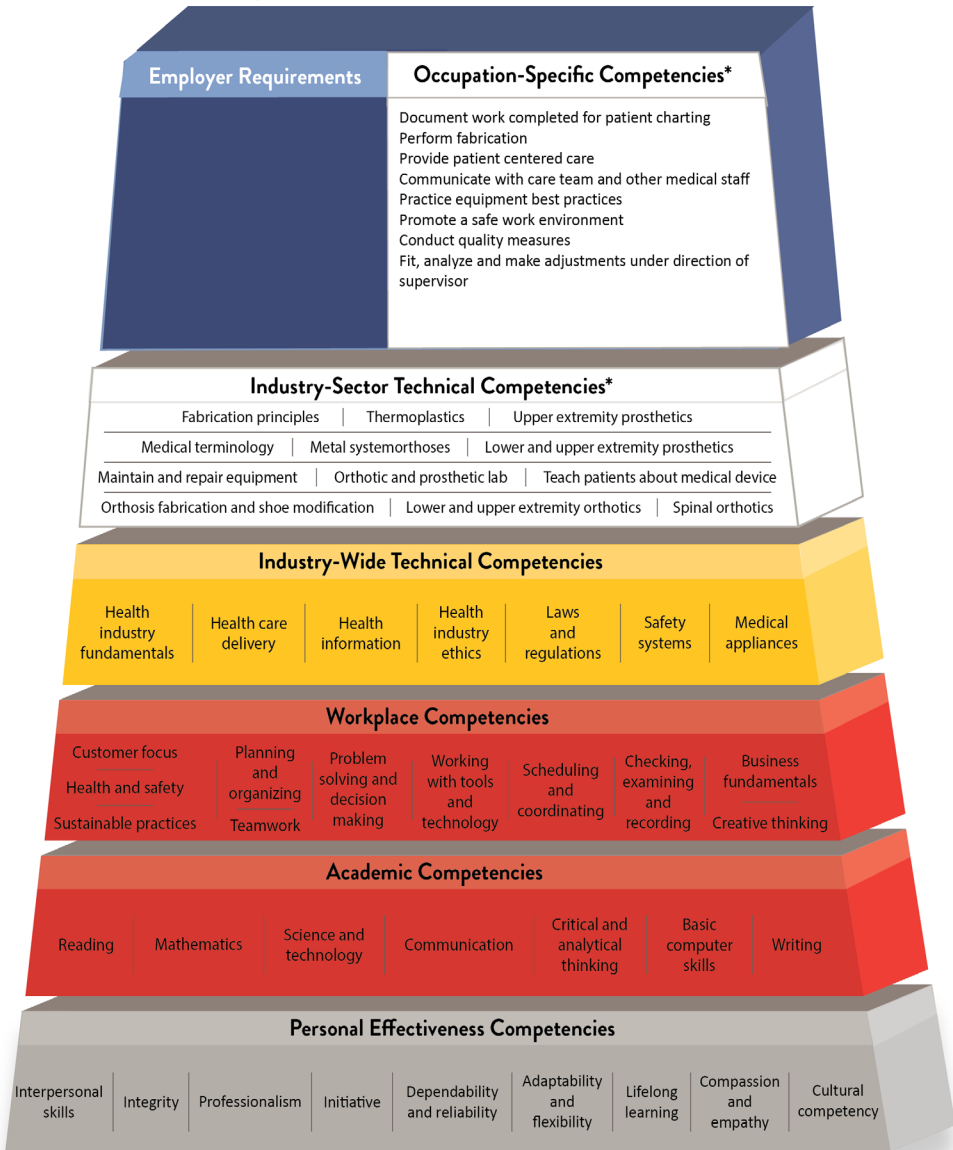 Employer Requirements
Occupation-Specific Competencies*
Document work completed for patient charting
Perform fabrication
Provide patient centered care
Communicate with care team and other medical staff
Practice equipment best practices
Promote a safe work environment
Conduct quality measures
Fit, analyze and make adjustments under direction of
supervisor
Industry-Sector Technical Competencies*
Fabrication principles | Thermoplastics | Upper extremity prosthetics
Medical terminology | Metal systemorthoses | Lower and upper extremity prosthetics
Maintain and repair equipment | Orthotic and prosthetic lab | Teach patients about medical device
Orthosis fabrication and shoe modification | Lower and upper extremity orthotics | Spinal orthotics
Industry-Wide Technical Competencies
Health
industry
fundamentals
Health care
delivery
Health
information
Health
industry
ethics
Laws
and
regulations
Safety
systems
Medical
appliances
Workplace Competencies
Customer focus
Health and safety
Sustainable practices
Planning
and
organizing
Teamwork
Problem
solving and
decision
making
Working
with tools
and
technology
Scheduling
and
coordinating
Checking,
examining
and
recording
Business
fundamentals
Creative thinking
Academic Competencies
Reading
Mathematics
Science and
technology
Communication
Critical and
analytical
thinking
Basic
computer
skills
Writing
Personal Effectiveness Competencies
Interpersonal
skills
Integrity
Professionalism
Initiative
Dependability
and reliability
Adaptability
and
flexibility
Lifelong
learning
Compassion
and
empathy
Cultural
competency